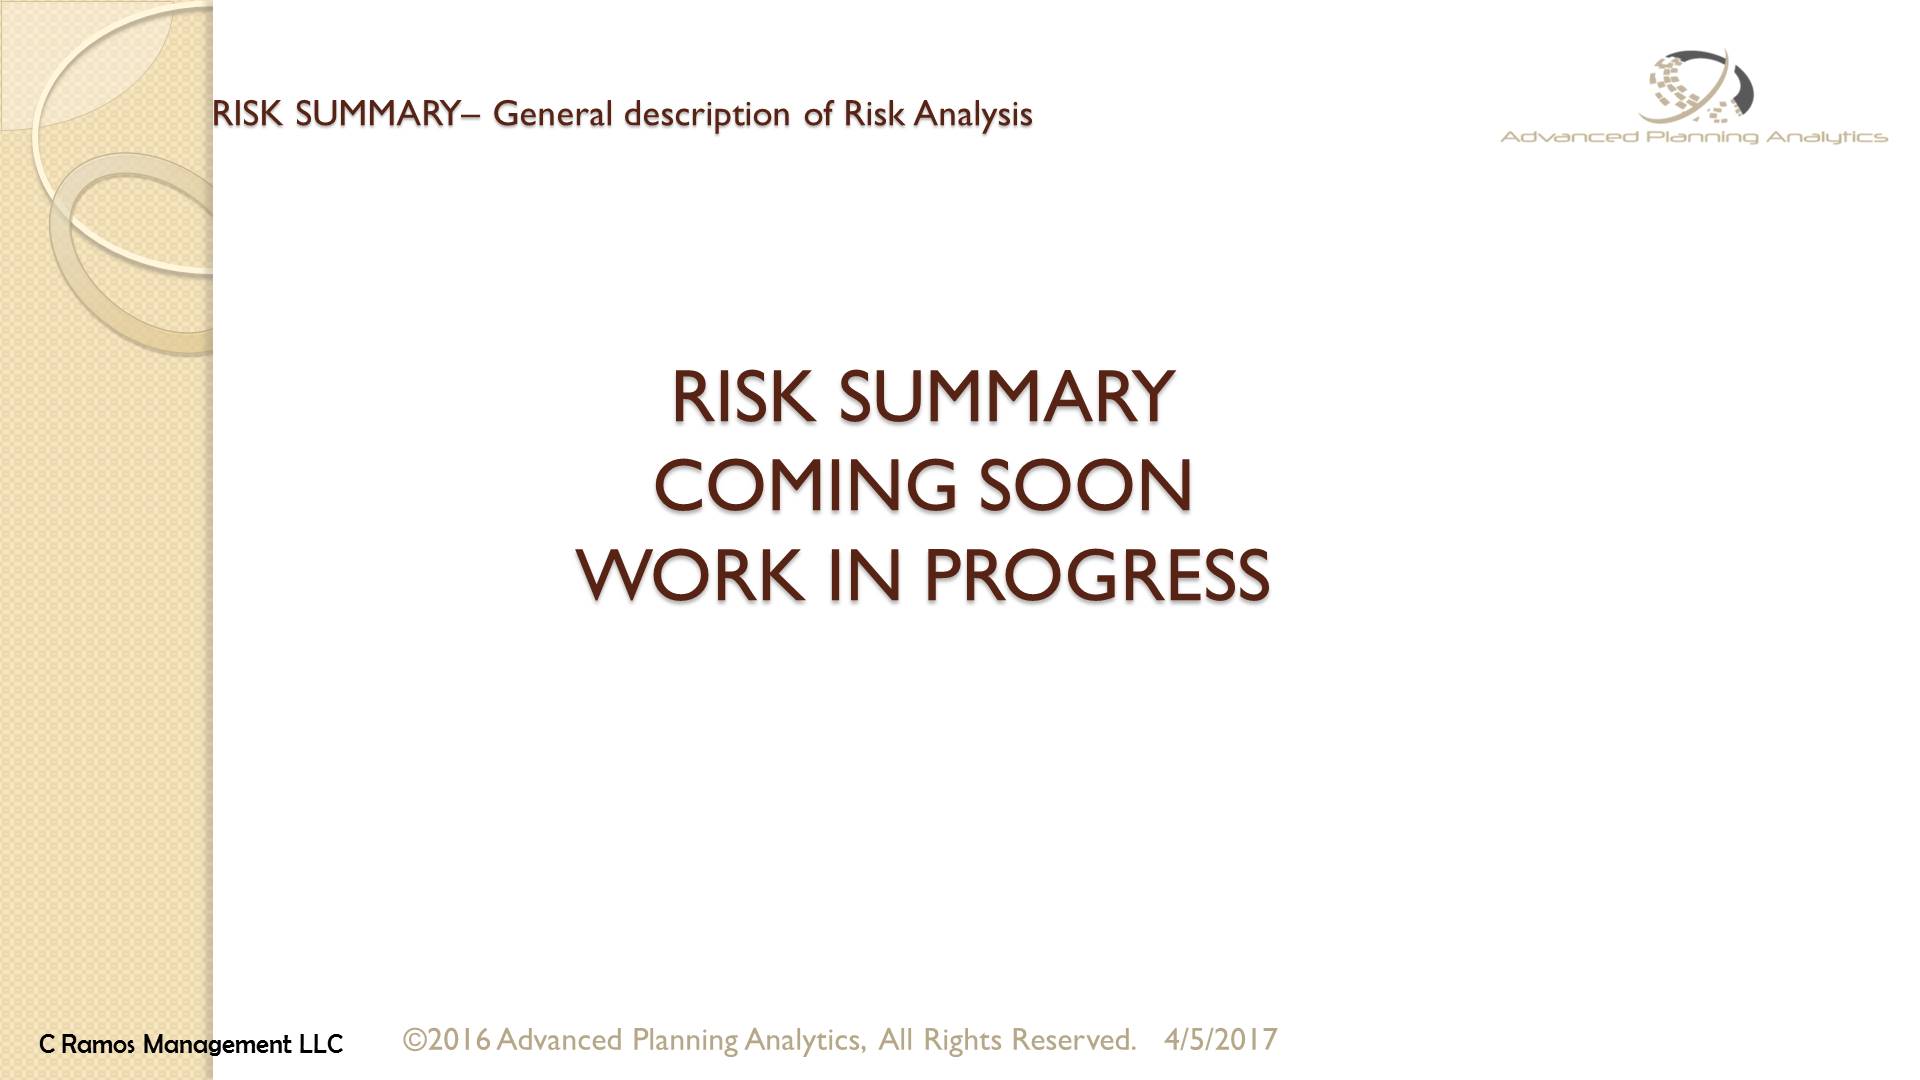 RISK SUMMARY– General description of Risk Analysis
Advanced Planning Analytics
RISK SUMMARY
COMING SOON
WORK IN PROGRESS
C Ramos Management LLC
©2016 Advanced Planning Analytics, All Rights Reserved. 4/5/2017